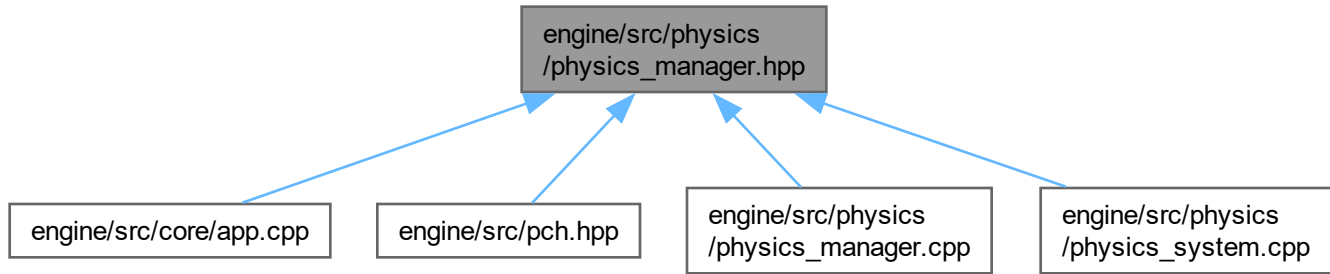 engine/src/physics
/physics_manager.hpp
engine/src/core/app.cpp
engine/src/pch.hpp
engine/src/physics
/physics_manager.cpp
engine/src/physics
/physics_system.cpp